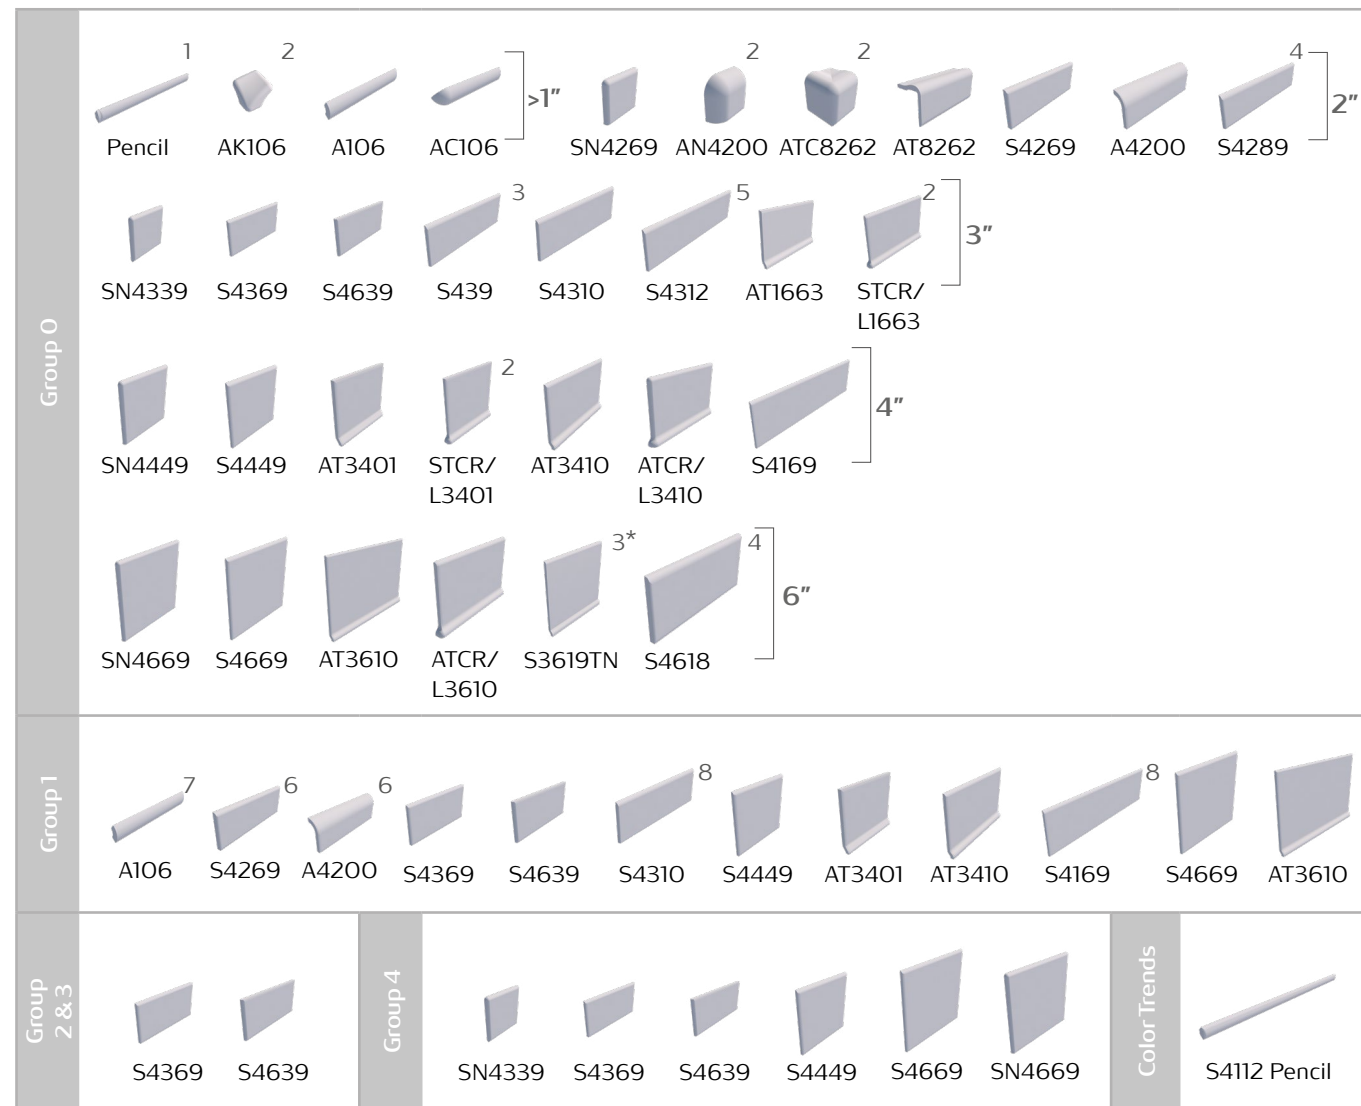 Group 0
1 2 2 2 4
>1" 2"
Pencil AK106 A106 AC106 SN4269 AN4200 ATC8262 AT8262 S4269 A4200 S4289
3 5 2
3"
SN4339 S4369 S4639 S439 S4310 S4312 AT1663 STCR/
L1663
2
4"
SN4449 S4449 AT3401 STCR/ AT3410 ATCR/ S4169
L3401 L3410
3* 4
6"
SN4669 S4669 AT3610 ATCR/ S3619TN S4618
L3610
Group 1
7 6 6 8 8
A106 S4269 A4200 S4369 S4639 S4310 S4449 AT3401 AT3410 S4169 S4669 AT3610
Group
2 & 3
S4369 S4639
Group 4
SN4339 S4369 S4639 S4449 S4669 SN4669
Color Trends
S4112 Pencil